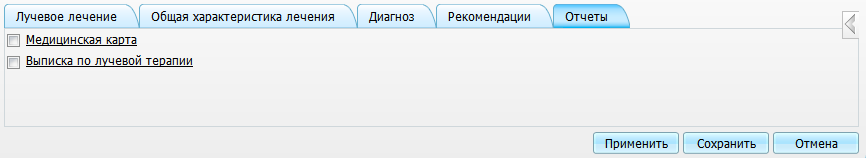 Лучевое лечение Общая характеристика лечения Диагноз Рекомендации Отчеты
Медицинская карта
Выписка по лучевой терапии
Применить Сохранить Отмена